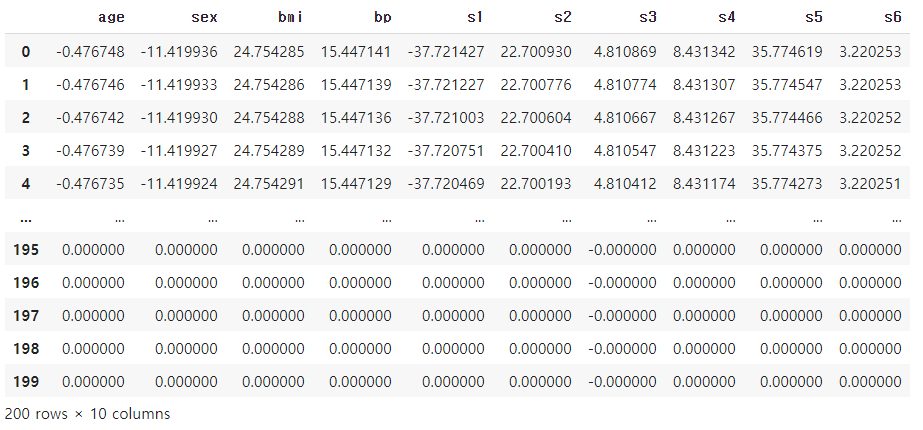 age sex bmi bp s1 s2 s3 s4 s5 s6
0 -0.476748 -11.419936 24.754285 15.447141 -37.721427 22.700930 4.810869 8.431342 35.774619 3.220253
1 -0.476746 -11.419933 24.754286 15.447139 -37.721227 22.700776 4.810774 8.431307 35.774547 3.220253
2 -0.476742 -11.419930 24.754288 15.447136 -37.721003 22.700604 4.810667 8.431267 35.774466 3.220252
3 -0.476739 -11.419927 24.754289 15.447132 -37.720751 22.700410 4.810547 8.431223 35.774375 3.220252
4 -0.476735 -11.419924 24.754291 15.447129 -37.720469 22.700193 4.810412 8.431174 35.774273 3.220251
... ... ... ... ... ... ... ... ... ... ...
195 0.000000 0.000000 0.000000 0.000000 0.000000 0.000000 -0.000000 0.000000 0.000000 0.000000
196 0.000000 0.000000 0.000000 0.000000 0.000000 0.000000 -0.000000 0.000000 0.000000 0.000000
197 0.000000 0.000000 0.000000 0.000000 0.000000 0.000000 -0.000000 0.000000 0.000000 0.000000
198 0.000000 0.000000 0.000000 0.000000 0.000000 0.000000 -0.000000 0.000000 0.000000 0.000000
199 0.000000 0.000000 0.000000 0.000000 0.000000 0.000000 -0.000000 0.000000 0.000000 0.000000
200 rows × 10 columns